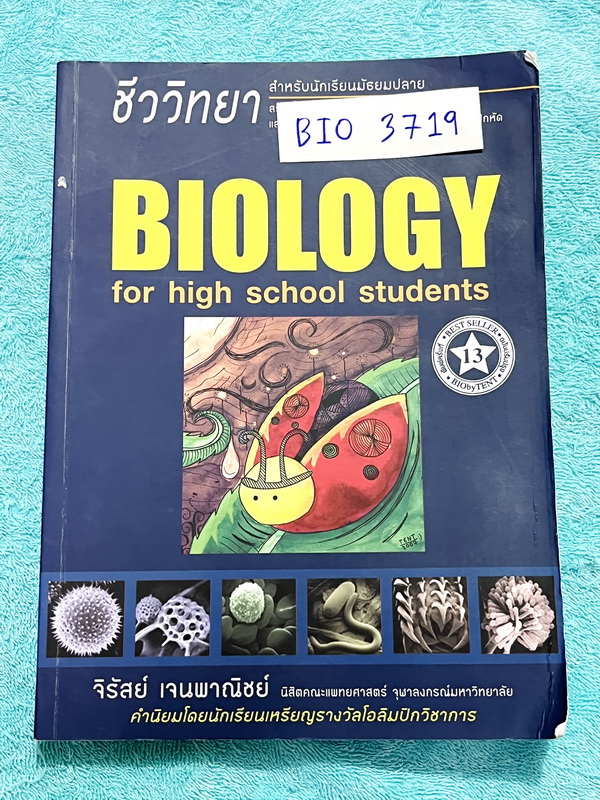 ชีววิทยา
สำหรับนักเรียนมัธยมปลาย
BIO 3719
BIOLOGY
for high school students
BEST SELLER
13
BIObyTENT
TENT
จิรัสย์ เจนพาณิชย์ นิสิตคณะแพทยศาสตร์ จุฬาลงกรณ์มหาวิทยาลัย
คำนิยมโดยนักเรียนเหรียญรางวัลโอลิมปิกวิชาการ